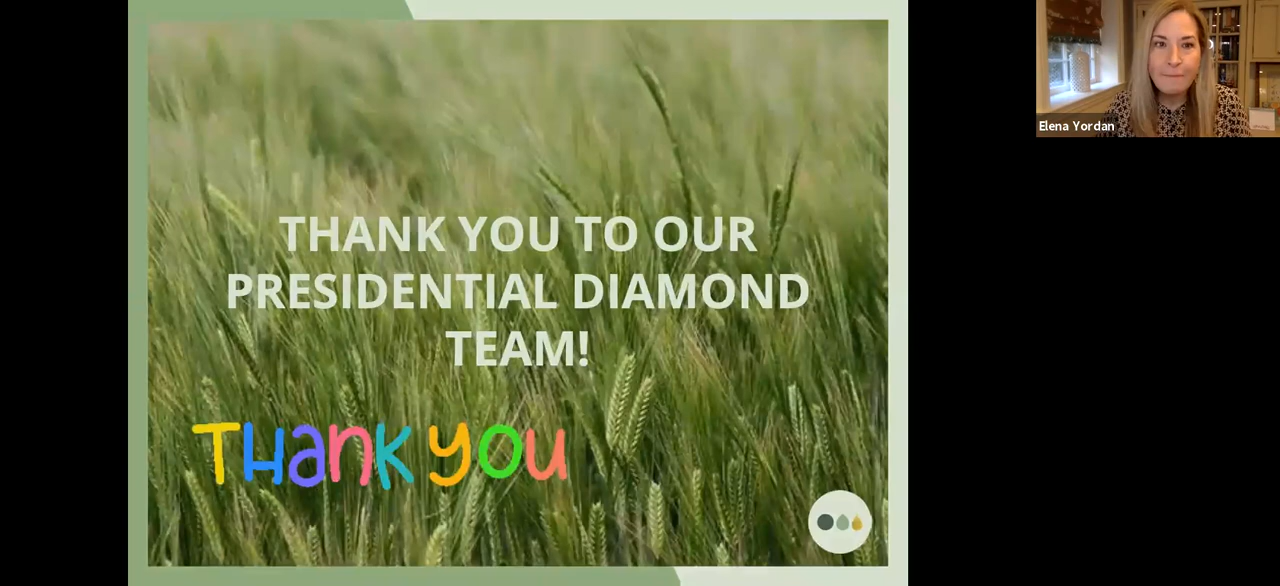 THANK YOU TO OUR
PRESIDENTIAL DIAMOND
TEAM!
THanK YOU
Elena Yordan